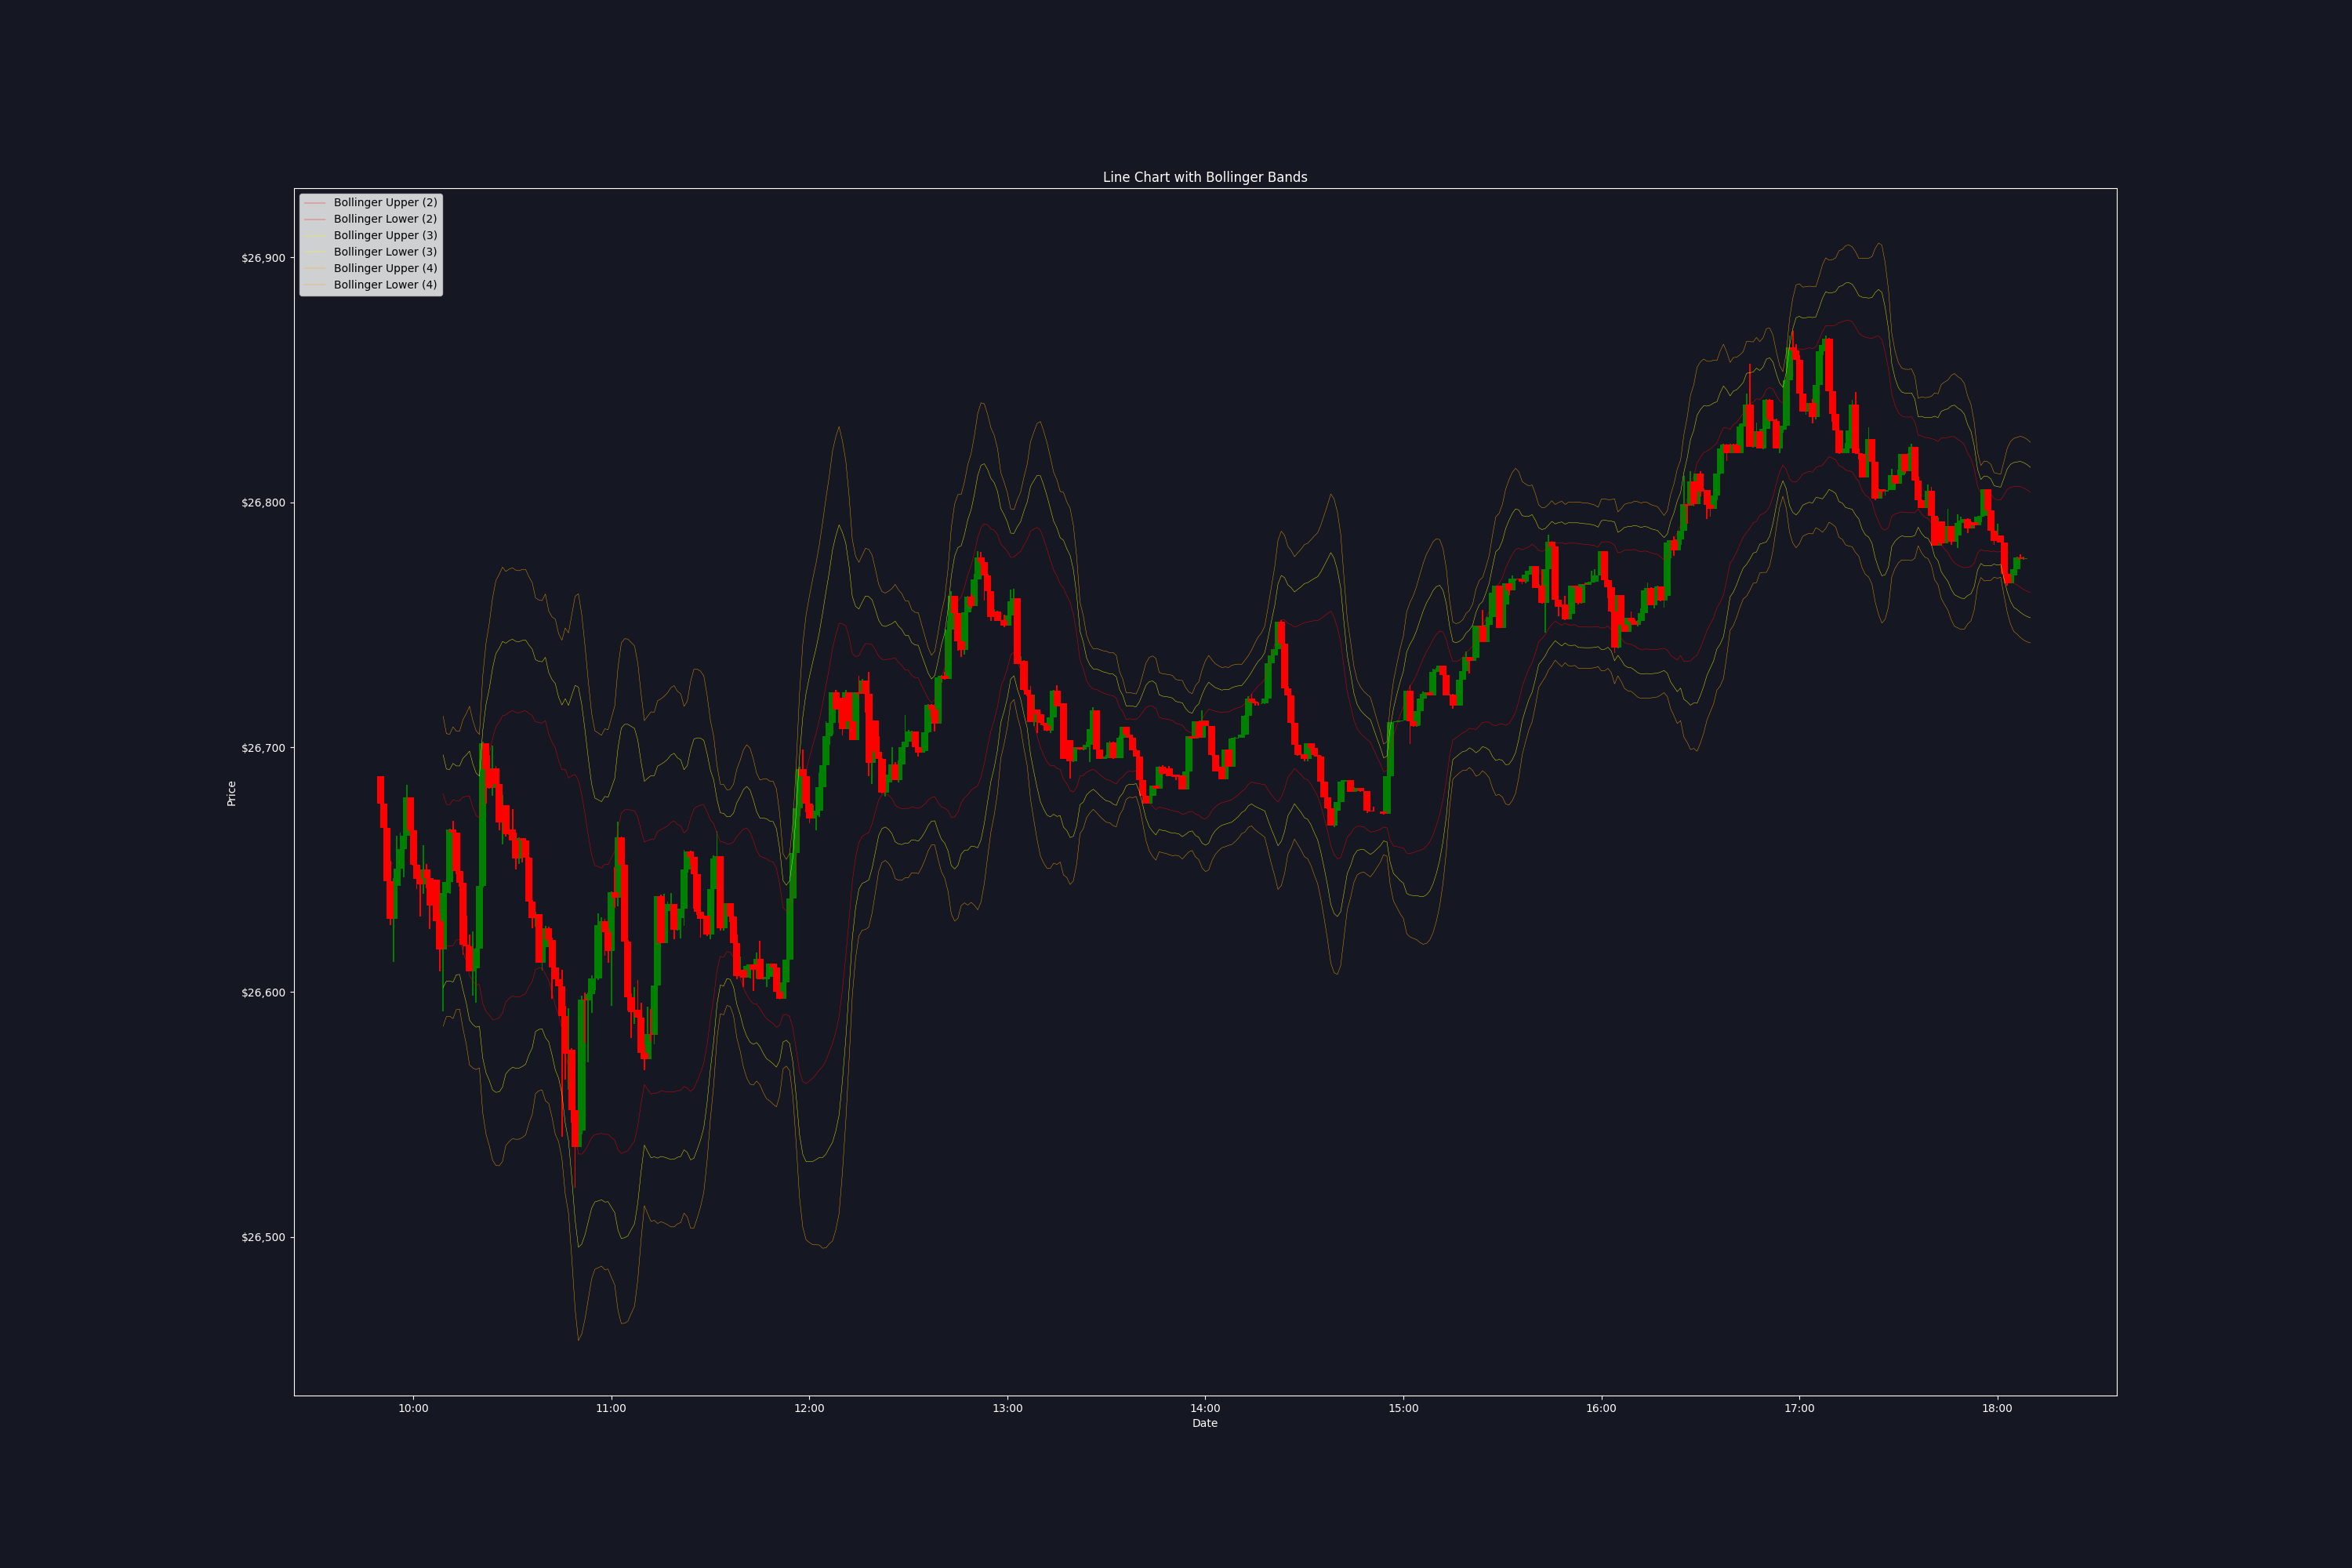 Line Chart with Bollinger Bands
Bollinger Upper (2)
Bollinger Lower (2)
Bollinger Upper (3)
Bollinger Lower (3)
Bollinger Upper (4)
Bollinger Lower (4)
$26,900
$26,800
$26,700
$26,600
$26,500
Price
10:00 11:00 12:00 13:00 14:00 15:00 16:00 17:00 18:00
Date